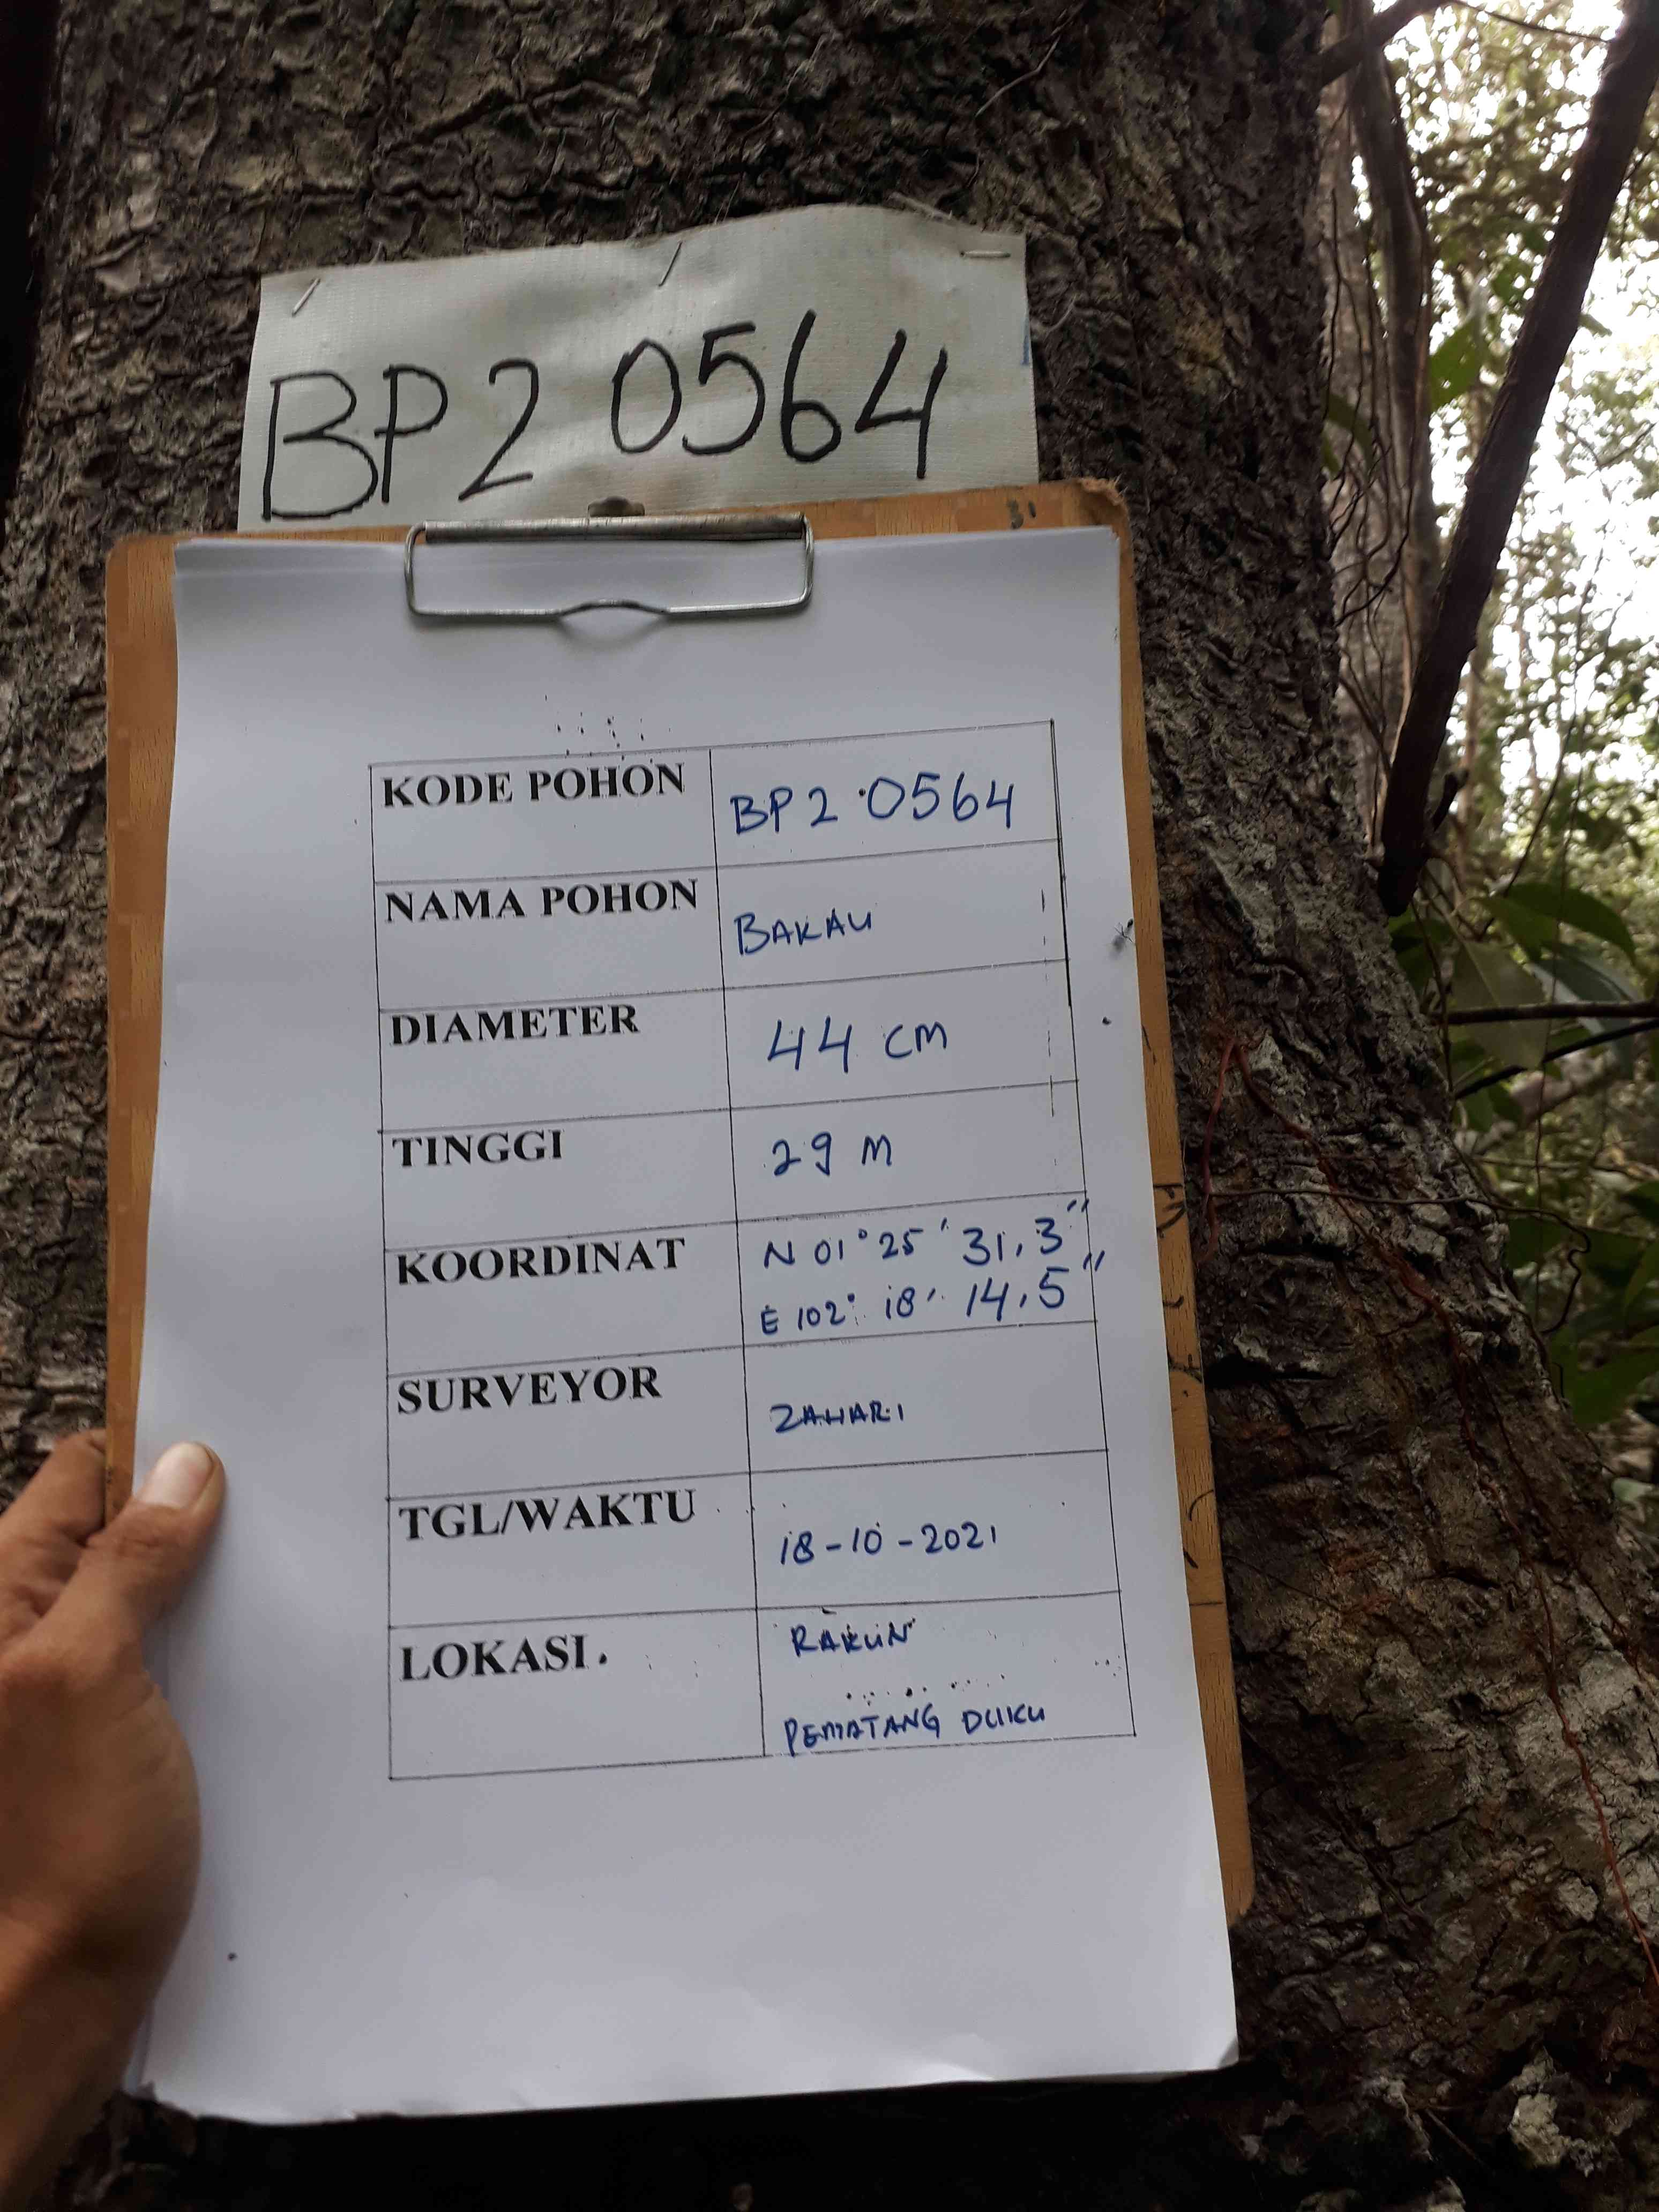 BP2 0564
KODE POHON BP2 0564
NAMA POHON BAKAU
DIAMETER 44 CM
TINGGI 29 M
KOORDINAT N 01° 25' 31,3"
E 102° 18' 14,5"
SURVEYOR ZAHARI
TGL/WAKTU 18-10-2021
LOKASI. RAKUN
PEMATANG DUKU